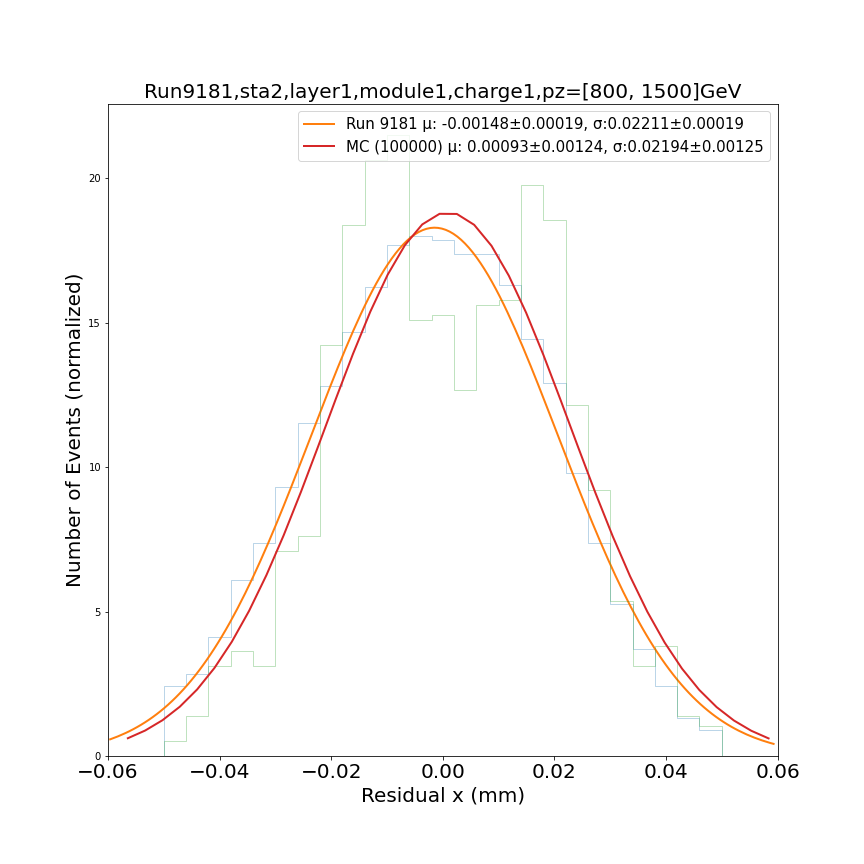 Run9181,sta2,layer1,module1,charge1,pz=[800, 1500]GeV
Run 9181 μ: -0.00148±0.00019, σ:0.02211±0.00019
MC (100000) μ: 0.00093±0.00124, σ:0.02194±0.00125
Number of Events (normalized)
20
15
10
5
0
−0.06 −0.04 −0.02 0.00 0.02 0.04 0.06
Residual x (mm)